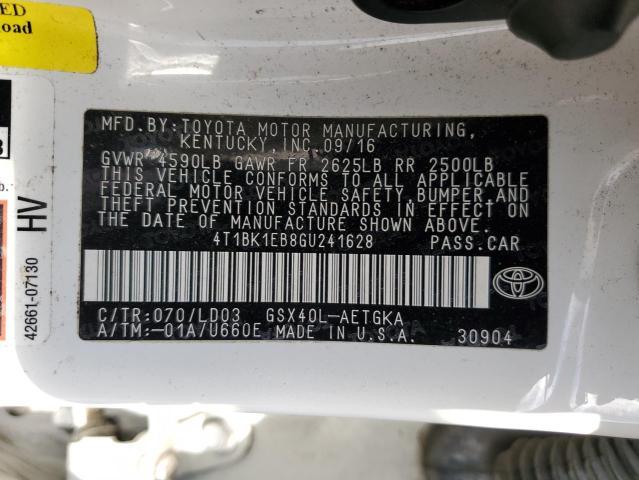 ED
oad
MFD.BY:TOYOTA MOTOR MANUFACTURING,
KENTUCKY,INC.09/16
GVWR 4590LB GAWR FR 2625LB RR 2500LB
THIS VEHICLE CONFORMS TO ALL APPLICABLE
FEDERAL MOTOR VEHICLE SAFETY,BUMPER,AND
THEFT PREVENTION STANDARDS IN EFFECT ON
THE DATE OF MANUFACTURE SHOWN ABOVE.
4T1BK1EB8GU241628 PASS.CAR
C/TR:070/LD03 GSX40L-AETGKA
A/TM:-01A/U660E MADE IN U.S.A. 30904
b.
HV
42661-07130